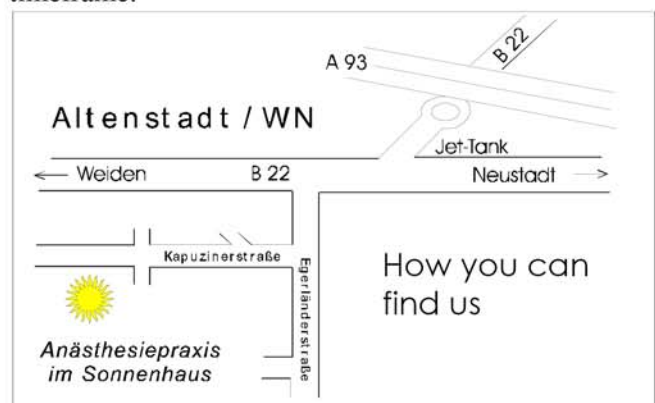 B 22
A 93
Altenstadt / WN
Jet-Tank
Weiden
B 22
Neustadt
Kapuzinerstraße
Egerländerstraße
How you can
find us
Anästhesiepraxis
im Sonnenhaus